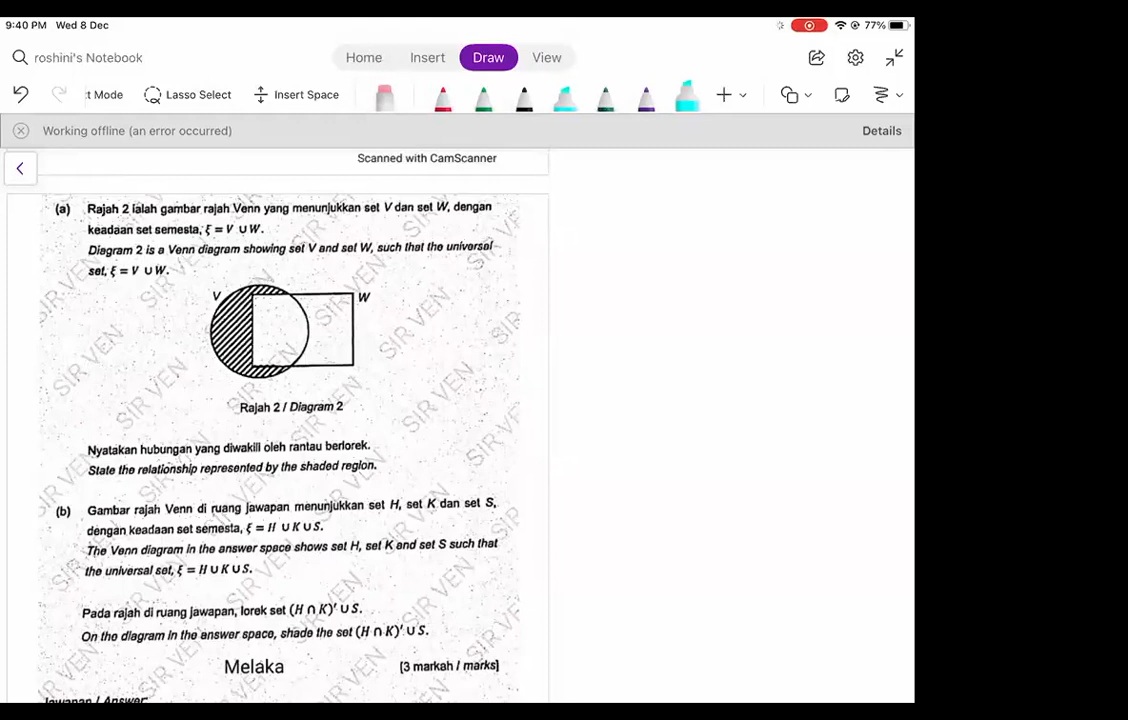 9:40 PM Wed 8 Dec
77%
roshini's Notebook
Home Insert Draw View
t Mode Lasso Select Insert Space
Working offline (an error occurred) Details
Scanned with CamScanner
(a) Rajah 2 ialah gambar rajah Venn yang menunjukkan set V dan set W, dengan
keadaan set semesta, ξ = V ∪ W.
Diagram 2 is a Venn diagram showing set V and set W, such that the universal
set, ξ = V ∪ W.
V W
Rajah 2 / Diagram 2
Nyatakan hubungan yang diwakili oleh rantau berlorek.
State the relationship represented by the shaded region.
(b) Gambar rajah Venn di ruang jawapan menunjukkan set H, set K dan set S,
dengan keadaan set semesta, ξ = H ∪ K ∪ S.
The Venn diagram in the answer space shows set H, set K and set S such that
the universal set, ξ = H ∪ K ∪ S.
Pada rajah di ruang jawapan, lorek set (H ∩ K)′ ∪ S.
On the diagram in the answer space, shade the set (H ∩ K)′ ∪ S.
Melaka [3 markah / marks]
Jawapan / Answer
SIR VEN